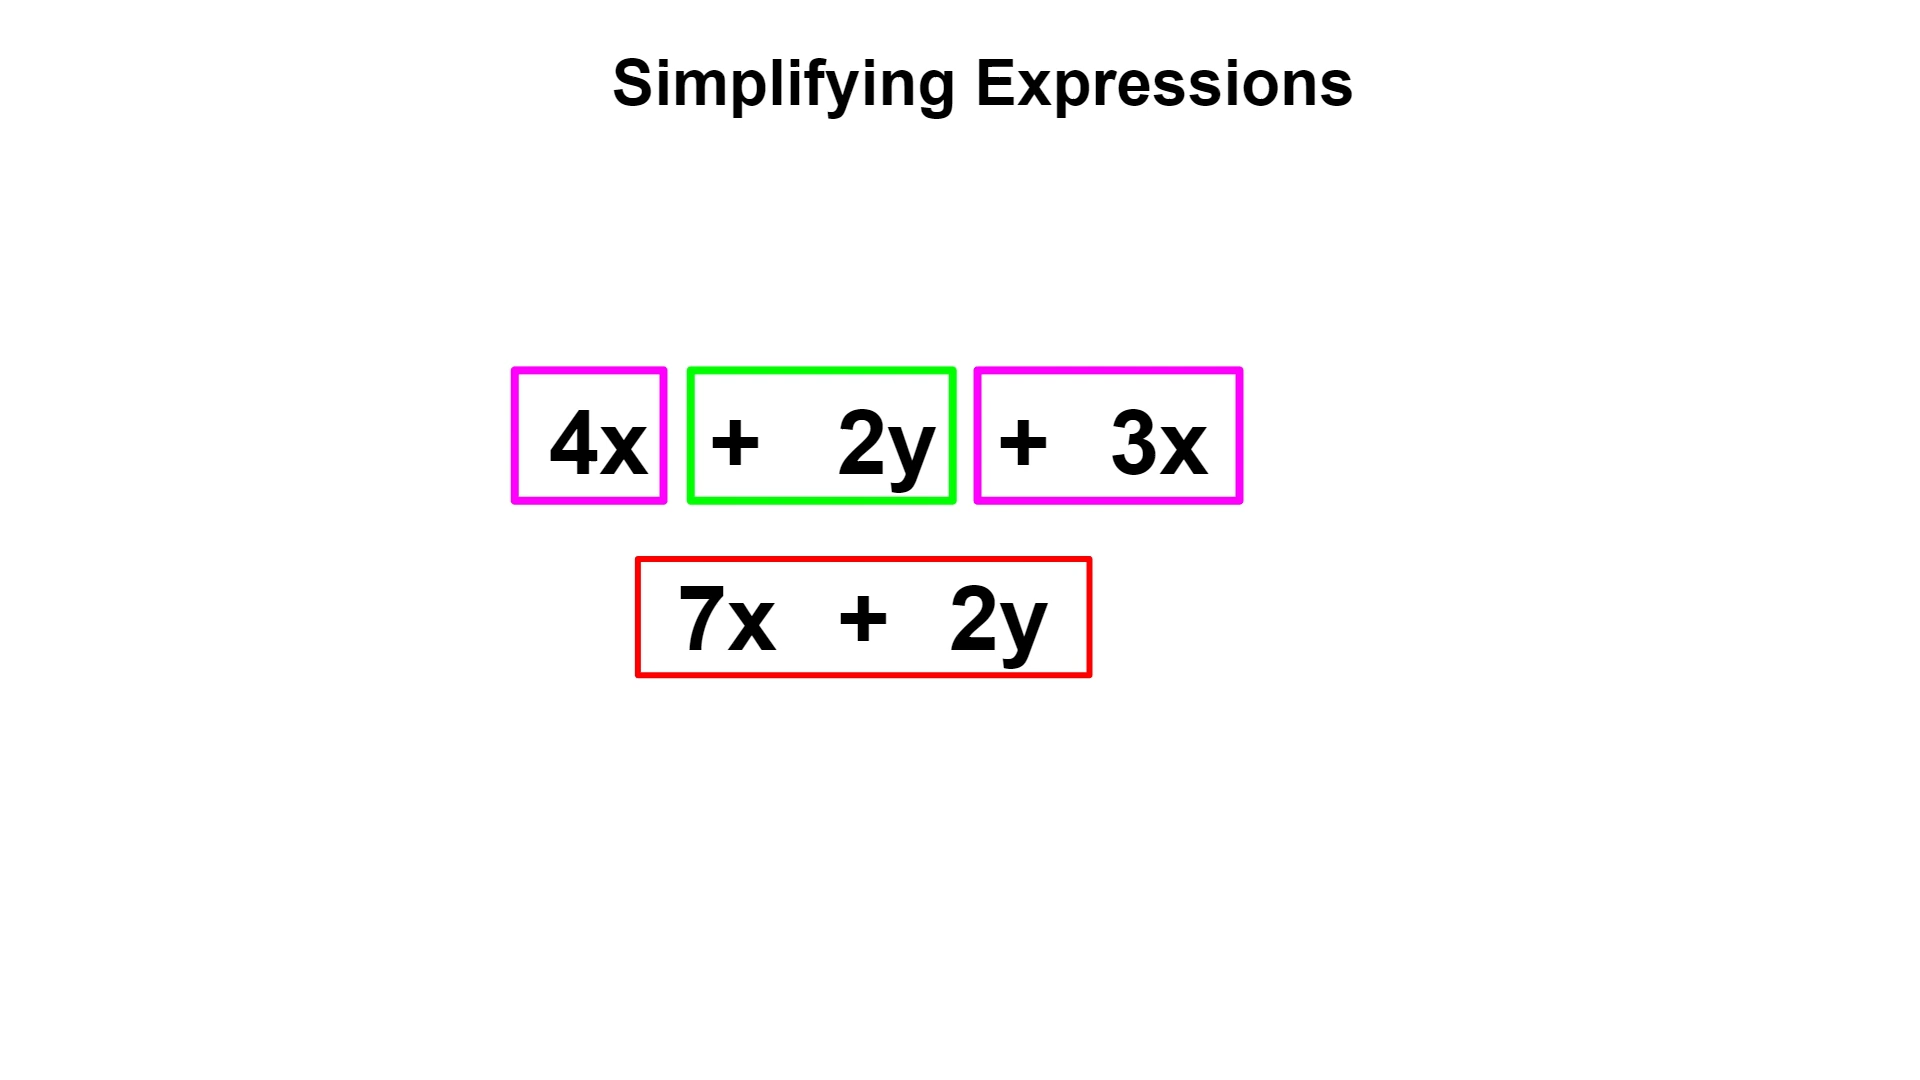 Simplifying Expressions
4x + 2y + 3x
7x + 2y